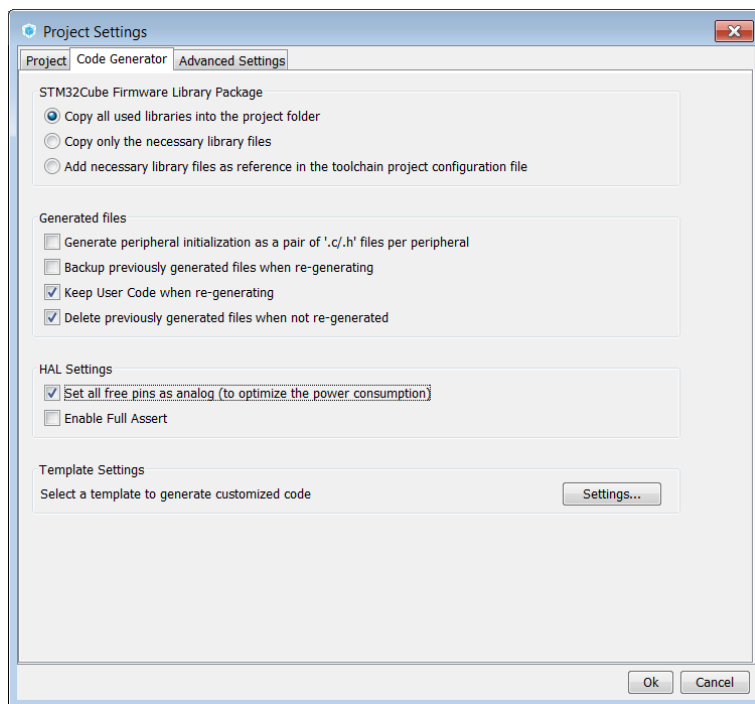 Project Settings
Project Code Generator Advanced Settings
STM32Cube Firmware Library Package
Copy all used libraries into the project folder
Copy only the necessary library files
Add necessary library files as reference in the toolchain project configuration file
Generated files
Generate peripheral initialization as a pair of '.c/.h' files per peripheral
Backup previously generated files when re-generating
Keep User Code when re-generating
Delete previously generated files when not re-generated
HAL Settings
Set all free pins as analog (to optimize the power consumption)
Enable Full Assert
Template Settings
Select a template to generate customized code Settings...
Ok Cancel